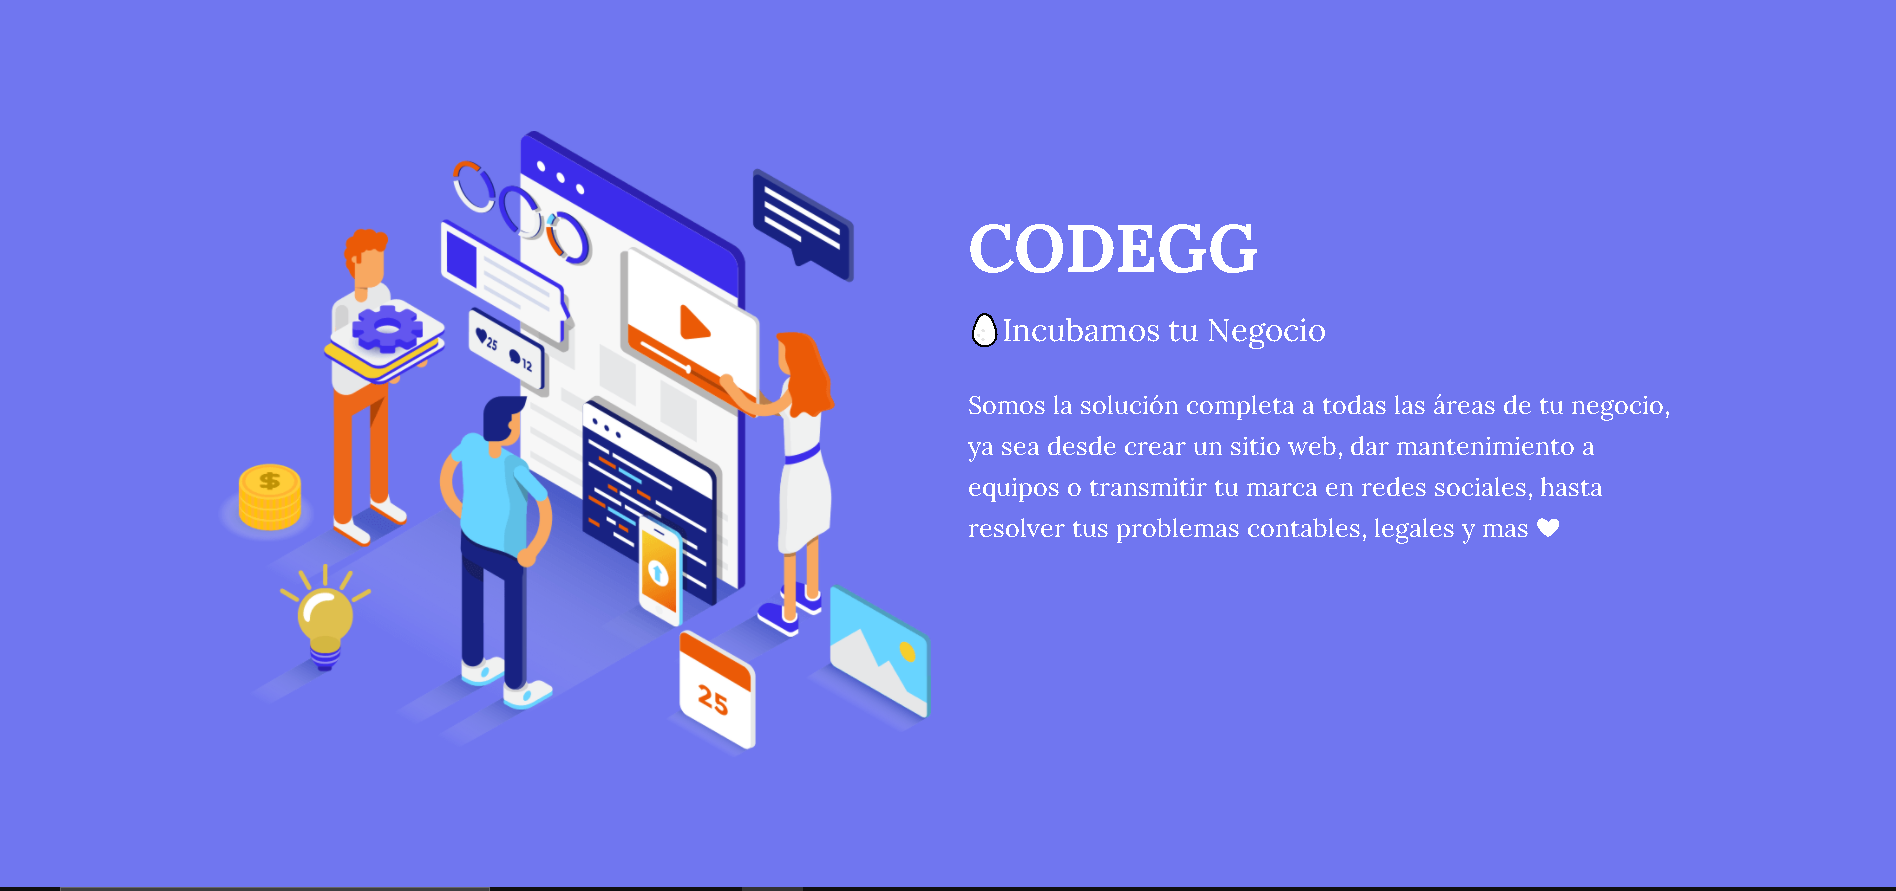 CODEGG
Incubamos tu Negocio
Somos la solución completa a todas las áreas de tu negocio,
ya sea desde crear un sitio web, dar mantenimiento a
equipos o transmitir tu marca en redes sociales, hasta
resolver tus problemas contables, legales y mas 🤍
25
12
$
25